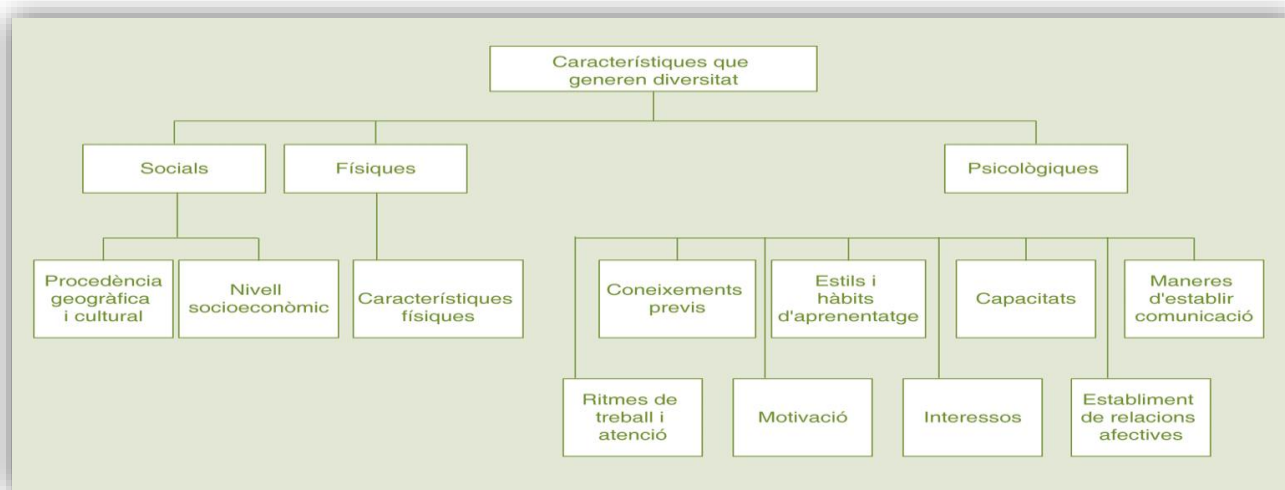 Característiques que
generen diversitat
Socials
Físiques
Psicològiques
Procedència
geogràfica
i cultural
Nivell
socioeconòmic
Característiques
físiques
Coneixements
previs
Estils i
hàbits
d'aprenentatge
Capacitats
Maneres
d'establir
comunicació
Ritmes de
treball i
atenció
Motivació
Interessos
Establiment
de relacions
afectives